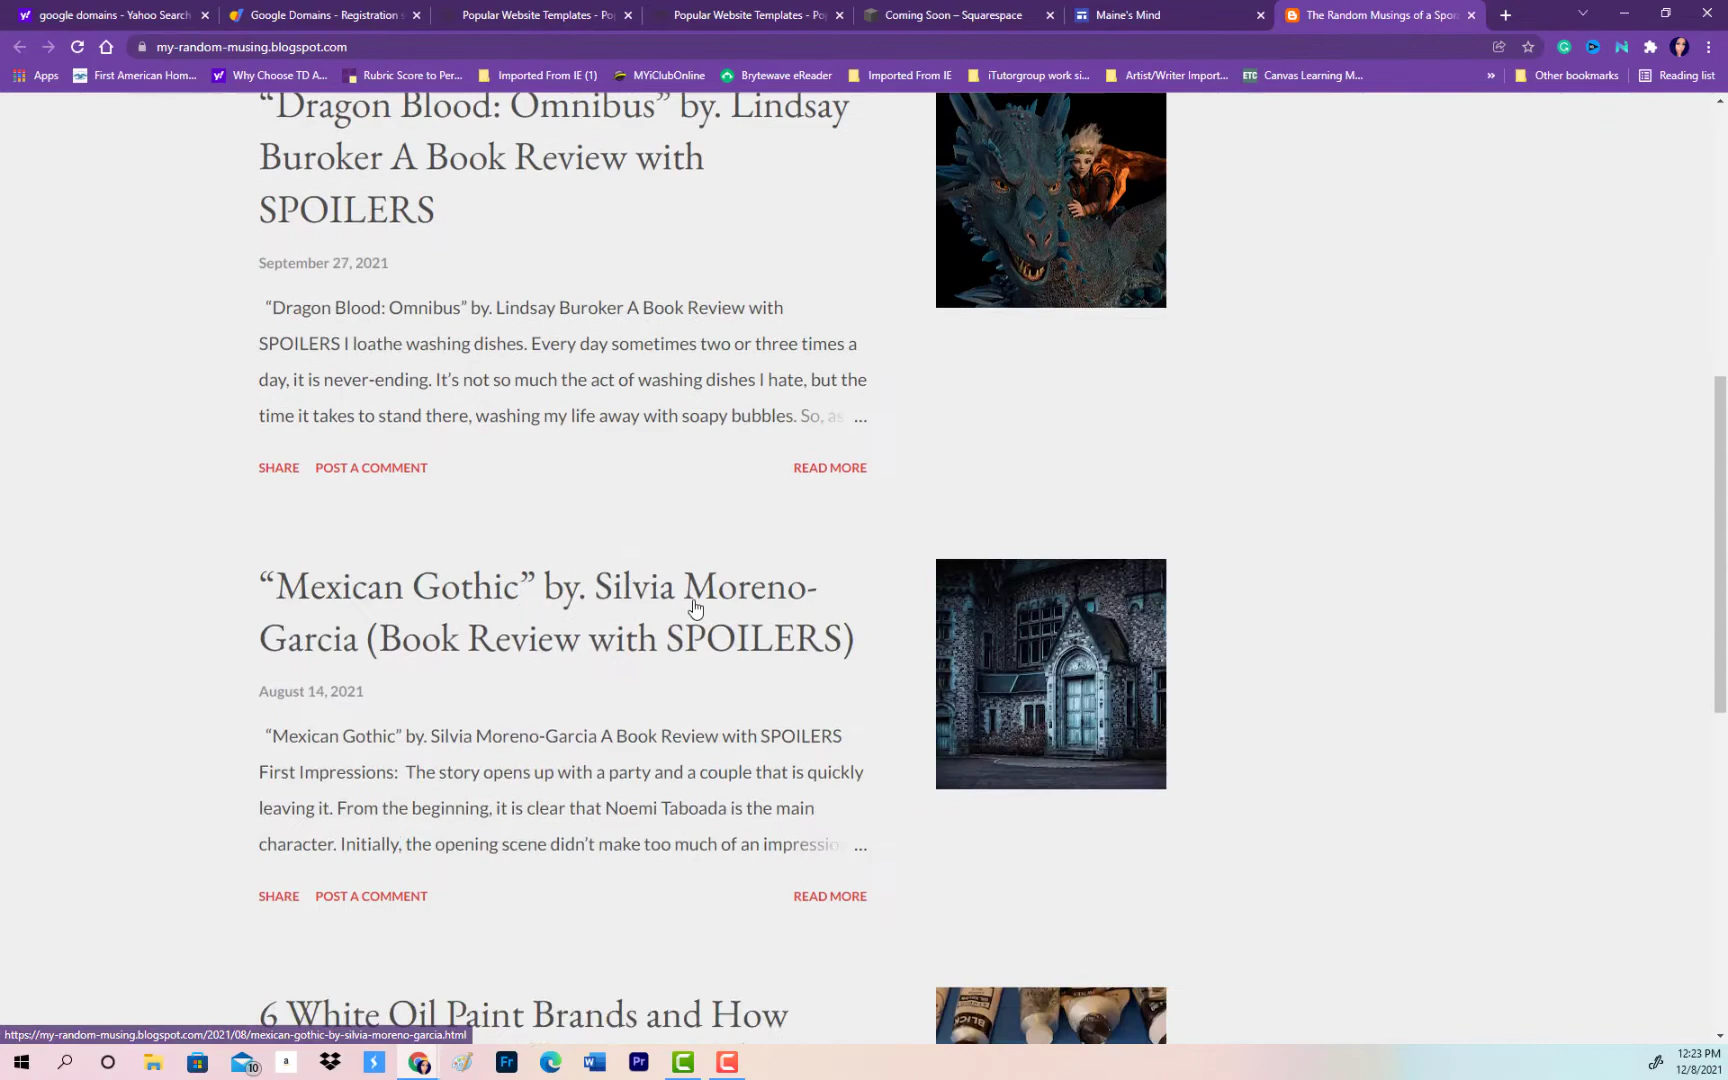 google domains - Yahoo Search
Google Domains - Registration
Popular Website Templates - Po
Popular Website Templates - Po
Coming Soon – Squarespace
Maine's Mind
The Random Musings of a Spo
my-random-musing.blogspot.com
Apps
First American Hom...
Why Choose TD A...
Rubric Score to Per...
Imported From IE (1)
MYiClubOnline
Brytewave eReader
Imported From IE
iTutorgroup work si...
Artist/Writer Import...
ETC Canvas Learning M...
» Other bookmarks
Reading list
“Dragon Blood: Omnibus” by. Lindsay
Buroker A Book Review with
SPOILERS
September 27, 2021
“Dragon Blood: Omnibus” by. Lindsay Buroker A Book Review with
SPOILERS I loathe washing dishes. Every day sometimes two or three times a
day, it is never-ending. It’s not so much the act of washing dishes I hate, but the
time it takes to stand there, washing my life away with soapy bubbles. So, as ...
SHARE POST A COMMENT READ MORE
“Mexican Gothic” by. Silvia Moreno-
Garcia (Book Review with SPOILERS)
August 14, 2021
“Mexican Gothic” by. Silvia Moreno-Garcia A Book Review with SPOILERS
First Impressions: The story opens up with a party and a couple that is quickly
leaving it. From the beginning, it is clear that Noemi Taboada is the main
character. Initially, the opening scene didn’t make too much of an impressio ...
SHARE POST A COMMENT READ MORE
6 White Oil Paint Brands and How
https://my-random-musing.blogspot.com/2021/08/mexican-gothic-by-silvia-moreno-garcia.html
10
a
Fr
Pr
12:23 PM
12/8/2021